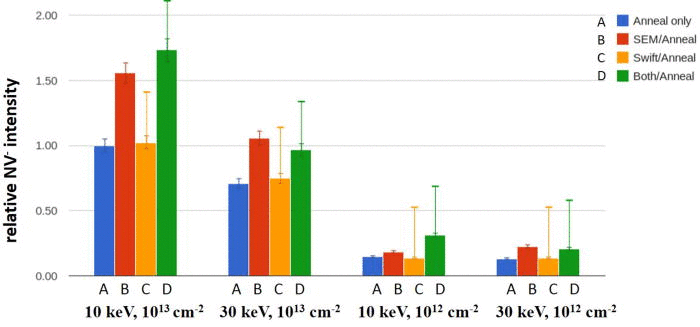 relative NV⁻ intensity
2.00
1.50
1.00
0.50
0.00
A Anneal only
B SEM/Anneal
C Swift/Anneal
D Both/Anneal
A B C D A B C D A B C D A B C D
10 keV, 10¹³ cm⁻² 30 keV, 10¹³ cm⁻² 10 keV, 10¹² cm⁻² 30 keV, 10¹² cm⁻²